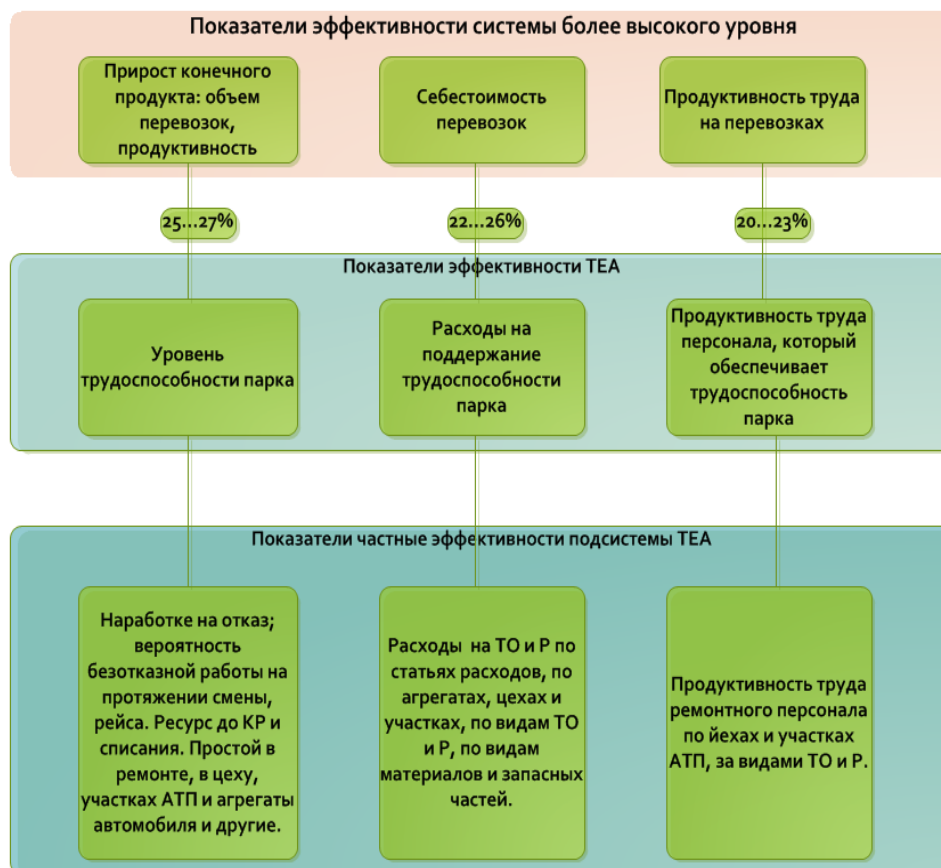 Показатели эффективности системы более высокого уровня
Прирост конечного
продукта: объем
перевозок,
продуктивность
Себестоимость
перевозок
Продуктивность труда
на перевозках
25...27%
22...26%
20...23%
Показатели эффективности ТЕА
Уровень
трудоспособности парка
Расходы на
поддержание
трудоспособности
парка
Продуктивность труда
персонала, который
обеспечивает
трудоспособность
парка
Показатели частные эффективности подсистемы ТЕА
Наработке на отказ;
вероятность
безотказной работы на
протяжении смены,
рейса. Ресурс до КР и
списания. Простой в
ремонте, в цеху,
участках АТП и агрегаты
автомобиля и другие.
Расходы на ТО и Р по
статьях расходов, по
агрегатах, цехах и
участках, по видам ТО
и Р, по видам
материалов и запасных
частей.
Продуктивность труда
ремонтного персонала
по йехах и участках
АТП, за видами ТО и Р.